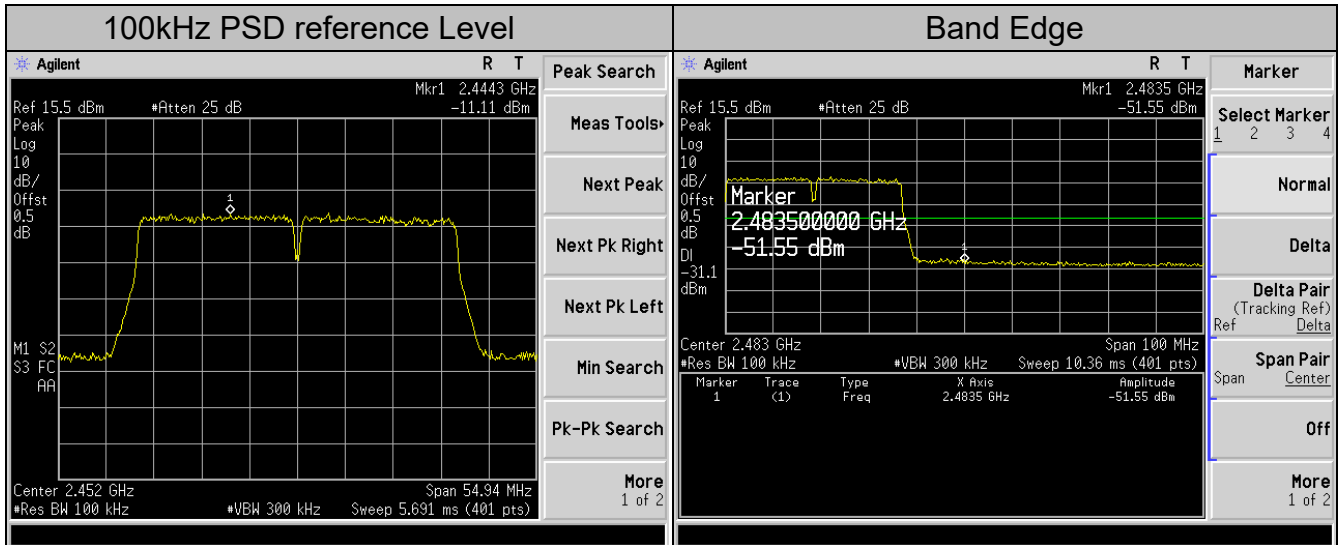 100kHz PSD reference Level
Agilent R T
Peak Search
Mkr1 2.4443 GHz
Ref 15.5 dBm #Atten 25 dB -11.11 dBm
Peak
Log
10
dB/
Offst
0.5
dB
1
M1 S2
S3 FC
AA
Center 2.452 GHz Span 54.94 MHz
#Res BW 100 kHz #VBW 300 kHz Sweep 5.691 ms (401 pts)
Meas Tools
Next Peak
Next Pk Right
Next Pk Left
Min Search
Pk-Pk Search
More
1 of 2
Band Edge
Agilent R T
Marker
Mkr1 2.4835 GHz
Ref 15.5 dBm #Atten 25 dB -51.55 dBm
Peak
Log
10
dB/
Offst
0.5
dB
DI
-31.1
dBm
Marker
2.483500000 GHz
-51.55 dBm
1
Center 2.483 GHz Span 100 MHz
#Res BW 100 kHz #VBW 300 kHz Sweep 10.36 ms (401 pts)
Marker Trace Type X Axis Amplitude
1 (1) Freq 2.4835 GHz -51.55 dBm
Select Marker
1 2 3 4
Normal
Delta
Delta Pair
(Tracking Ref)
Ref Delta
Span Pair
Span Center
Off
More
1 of 2